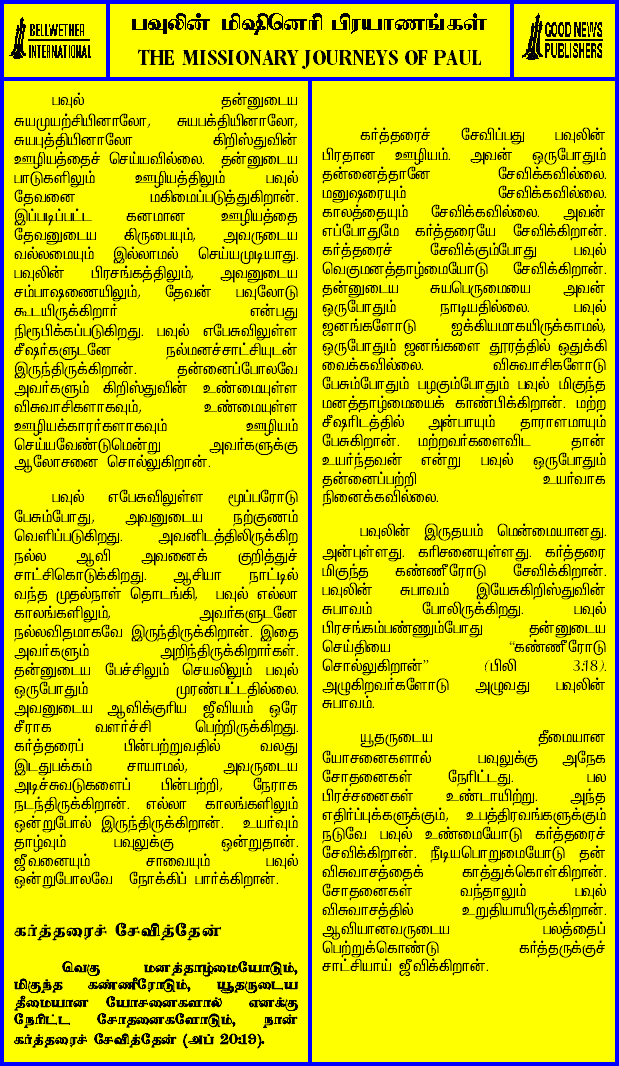 BELLWETHER
INTERNATIONAL
பவுலின் மிஷினெரி பிரயாணங்கள்
THE MISSIONARY JOURNEYS OF PAUL
GOOD NEWS
PUBLISHERS
பவுல் தன்னுடைய
சுயமுயற்சியினாலோ, சுயபக்தியினாலோ,
சுயபுத்தியினாலோ கிறிஸ்துவின்
ஊழியத்தைச் செய்யவில்லை. தன்னுடைய
பாடுகளிலும் ஊழியத்திலும் பவுல்
தேவனை மகிமைப்படுத்துகிறான்.
இப்படிப்பட்ட கனமான ஊழியத்தை
தேவனுடைய கிருபையும், அவருடைய
வல்லமையும் இல்லாமல் செய்யமுடியாது.
பவுலின் பிரசங்கத்திலும், அவனுடைய
சம்பாஷணையிலும், தேவன் பவுலோடு
கூடயிருக்கிறார் என்பது
நிரூபிக்கப்படுகிறது. பவுல் எபேசுவிலுள்ள
சீஷர்களுடனே நல்மனச்சாட்சியுடன்
இருந்திருக்கிறான். தன்னைப்போலவே
அவர்களும் கிறிஸ்துவின் உண்மையுள்ள
விசுவாசிகளாகவும், உண்மையுள்ள
ஊழியக்காரர்களாகவும் ஊழியம்
செய்யவேண்டுமென்று அவர்களுக்கு
ஆலோசனை சொல்லுகிறான்.
பவுல் எபேசுவிலுள்ள மூப்பரோடு
பேசும்போது, அவனுடைய நற்குணம்
வெளிப்படுகிறது. அவனிடத்திலிருக்கிற
நல்ல ஆவி அவனைக் குறித்துச்
சாட்சிகொடுக்கிறது. ஆசியா நாட்டில்
வந்த முதல்நாள் தொடங்கி, பவுல் எல்லா
காலங்களிலும், அவர்களுடனே
நல்லவிதமாகவே இருந்திருக்கிறான். இதை
அவர்களும் அறிந்திருக்கிறார்கள்.
தன்னுடைய பேச்சிலும் செயலிலும் பவுல்
ஒருபோதும் முரண்பட்டதில்லை.
அவனுடைய ஆவிக்குரிய ஜீவியம் ஒரே
சீராக வளர்ச்சி பெற்றிருக்கிறது.
கர்த்தரைப் பின்பற்றுவதில் வலது
இடதுபக்கம் சாயாமல், அவருடைய
அடிச்சுவடுகளைப் பின்பற்றி, நேராக
நடந்திருக்கிறான். எல்லா காலங்களிலும்
ஒன்றுபோல் இருந்திருக்கிறான். உயர்வும்
தாழ்வும் பவுலுக்கு ஒன்றுதான்.
ஜீவனையும் சாவையும் பவுல்
ஒன்றுபோலவே நோக்கிப் பார்க்கிறான்.
கர்த்தரைச் சேவித்தேன்
வெகு மனத்தாழ்மையோடும்,
மிகுந்த கண்ணீரோடும், யூதருடைய
தீமையான யோசனைகளால் எனக்கு
நேரிட்ட சோதனைகளோடும், நான்
கர்த்தரைச் சேவித்தேன் (அப் 20:19).
கர்த்தரைச் சேவிப்பது பவுலின்
பிரதான ஊழியம். அவன் ஒருபோதும்
தன்னைத்தானே சேவிக்கவில்லை.
மனுஷரையும் சேவிக்கவில்லை.
காலத்தையும் சேவிக்கவில்லை. அவன்
எப்போதுமே கர்த்தரையே சேவிக்கிறான்.
கர்த்தரைச் சேவிக்கும்போது பவுல்
வெகுமனத்தாழ்மையோடு சேவிக்கிறான்.
தன்னுடைய சுயபெருமையை அவன்
ஒருபோதும் நாடியதில்லை. பவுல்
ஜனங்களோடு ஐக்கியமாகயிருக்காமல்,
ஒருபோதும் ஜனங்களை தூரத்தில் ஒதுக்கி
வைக்கவில்லை. விசுவாசிகளோடு
பேசும்போதும் பழகும்போதும் பவுல் மிகுந்த
மனத்தாழ்மையைக் காண்பிக்கிறான். மற்ற
சீஷரிடத்தில் அன்பாயும் தாராளமாயும்
பேசுகிறான். மற்றவர்களைவிட தான்
உயர்ந்தவன் என்று பவுல் ஒருபோதும்
தன்னைப்பற்றி உயர்வாக
நினைக்கவில்லை.
பவுலின் இருதயம் மென்மையானது.
அன்புள்ளது. கரிசனையுள்ளது. கர்த்தரை
மிகுந்த கண்ணீரோடு சேவிக்கிறான்.
பவுலின் சுபாவம் இயேசுகிறிஸ்துவின்
சுபாவம் போலிருக்கிறது. பவுல்
பிரசங்கம்பண்ணும்போது தன்னுடைய
செய்தியை “கண்ணீரோடு
சொல்லுகிறான்” (பிலி 3:18).
அழுகிறவர்களோடு அழுவது பவுலின்
சுபாவம்.
யூதருடைய தீமையான
யோசனைகளால் பவுலுக்கு அநேக
சோதனைகள் நேரிட்டது. பல
பிரச்சனைகள் உண்டாயிற்று. அந்த
எதிர்ப்புக்களுக்கும், உபத்திரவங்களுக்கும்
நடுவே பவுல் உண்மையோடு கர்த்தரைச்
சேவிக்கிறான். நீடியபொறுமையோடு தன்
விசுவாசத்தைக் காத்துக்கொள்கிறான்.
சோதனைகள் வந்தாலும் பவுல்
விசுவாசத்தில் உறுதியாயிருக்கிறான்.
ஆவியானவருடைய பலத்தைப்
பெற்றுக்கொண்டு கர்த்தருக்குச்
சாட்சியாய் ஜீவிக்கிறான்.